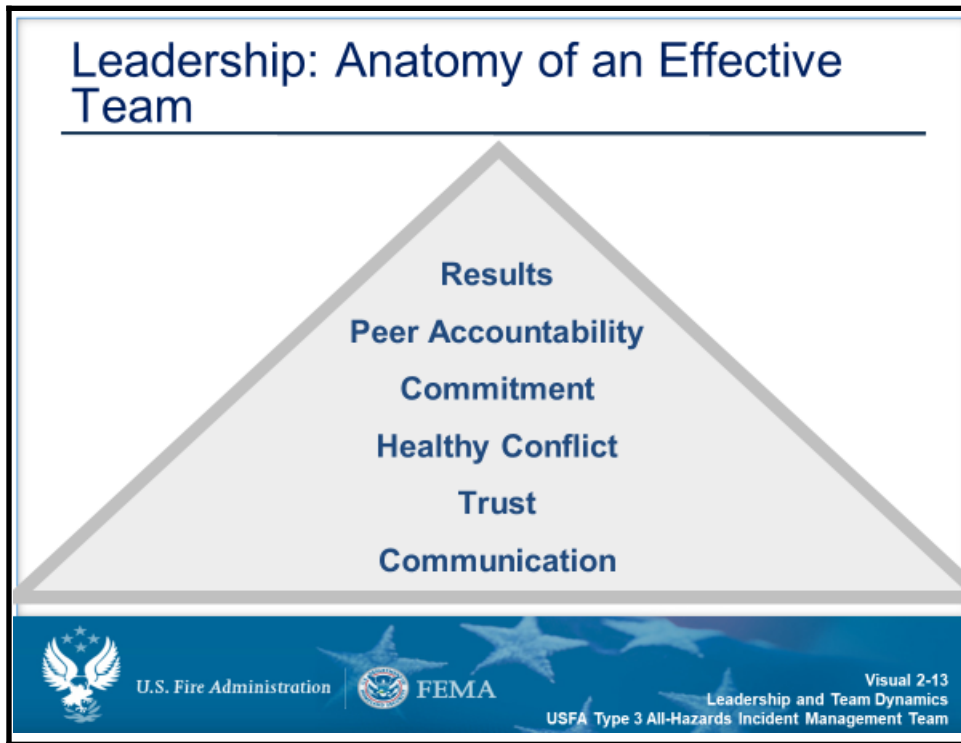 Leadership: Anatomy of an Effective
Team
Results
Peer Accountability
Commitment
Healthy Conflict
Trust
Communication
U.S. Fire Administration
FEMA
Visual 2-13
Leadership and Team Dynamics
USFA Type 3 All-Hazards Incident Management Team